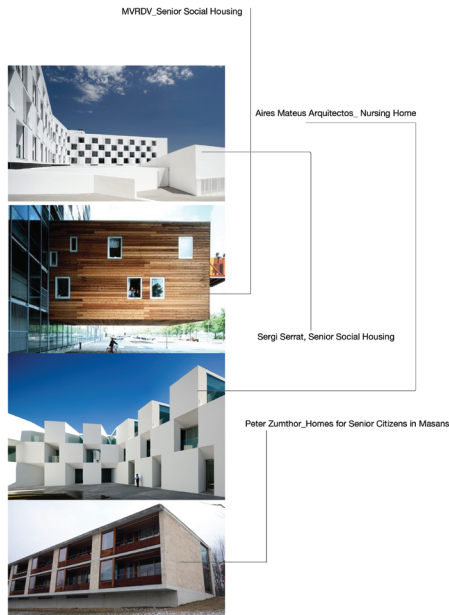 MVRDV_Senior Social Housing
Aires Mateus Arquitectos_ Nursing Home
Sergi Serrat, Senior Social Housing
Peter Zumthor_Homes for Senior Citizens in Masans